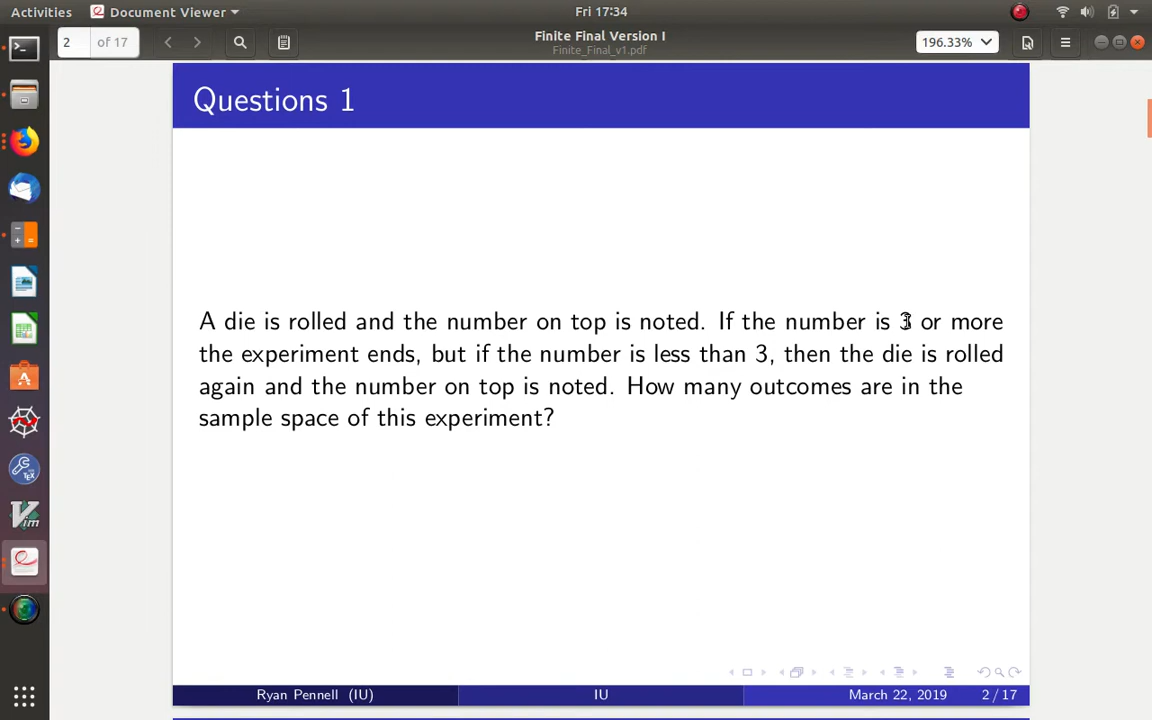 Activities Document Viewer Fri 17:34
2 of 17 Finite Final Version I 196.33%
Finite_Final_v1.pdf
Questions 1
A die is rolled and the number on top is noted. If the number is 3 or more
the experiment ends, but if the number is less than 3, then the die is rolled
again and the number on top is noted. How many outcomes are in the
sample space of this experiment?
Ryan Pennell (IU) IU March 22, 2019 2 / 17